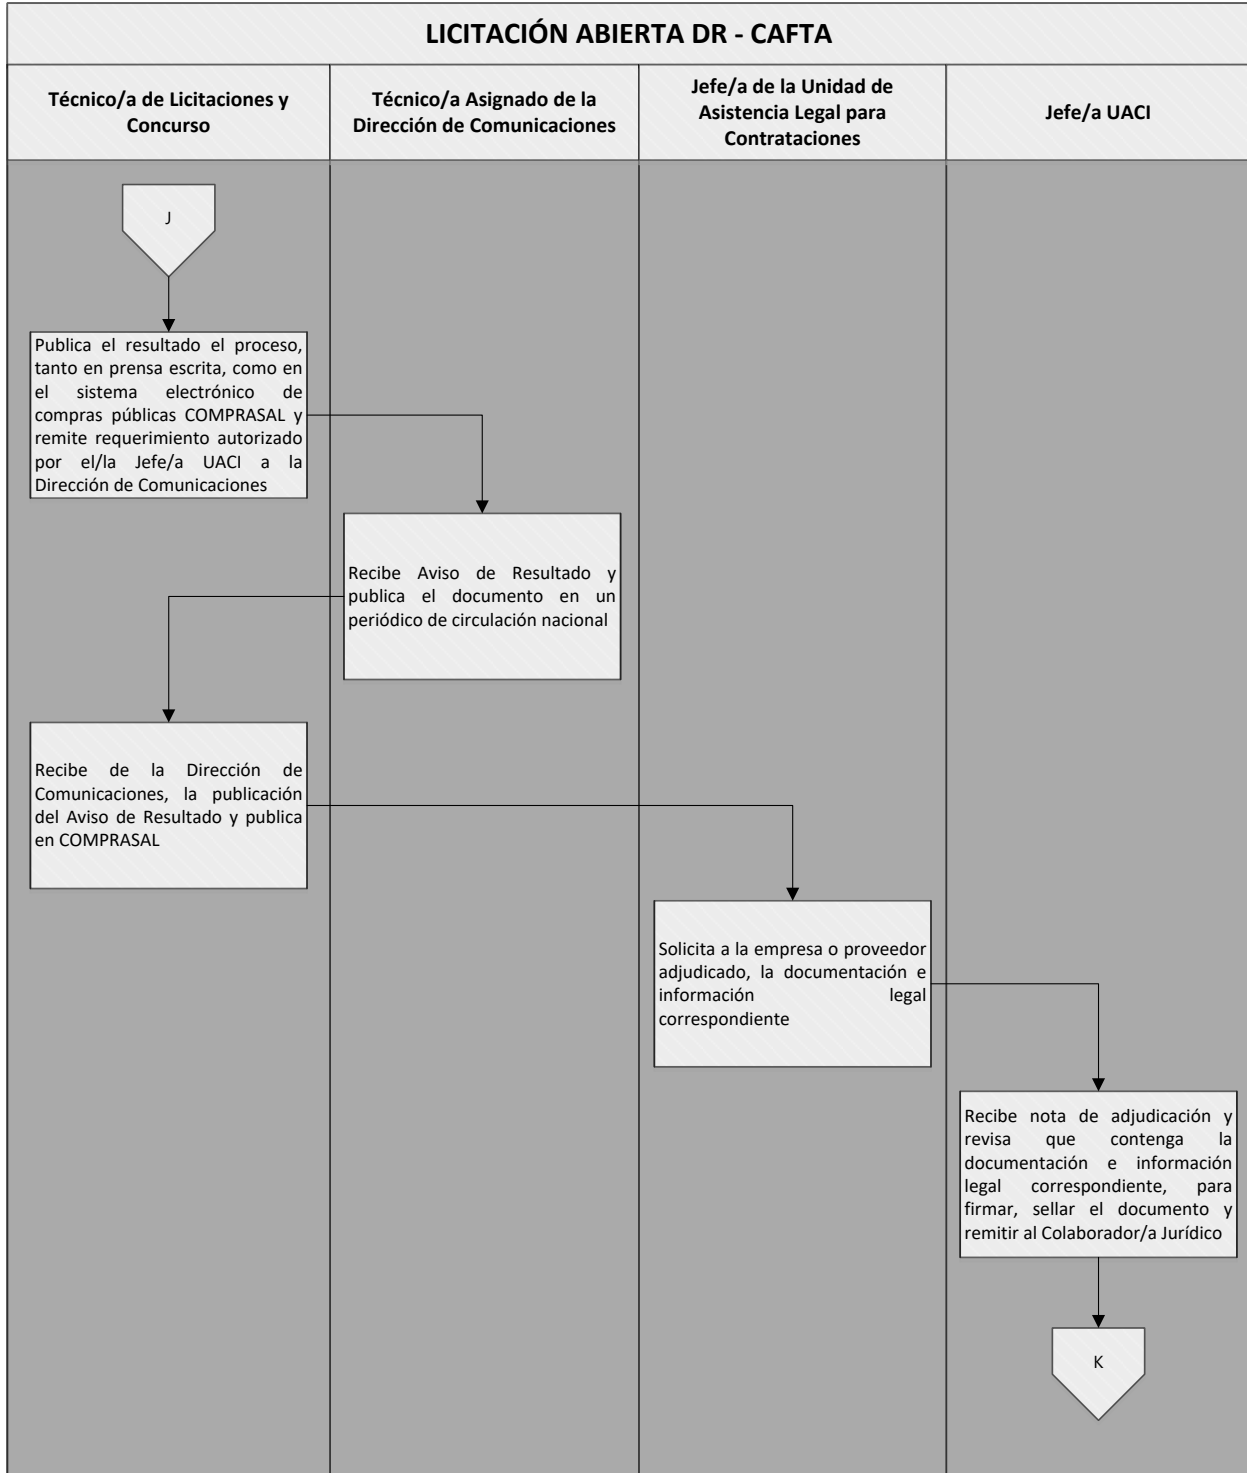 LICITACIÓN ABIERTA DR - CAFTA
Técnico/a de Licitaciones y
Concurso
Técnico/a Asignado de la
Dirección de Comunicaciones
Jefe/a de la Unidad de
Asistencia Legal para
Contrataciones
Jefe/a UACI
J
Publica el resultado el proceso,
tanto en prensa escrita, como en
el sistema electrónico de
compras públicas COMPRASAL y
remite requerimiento autorizado
por el/la Jefe/a UACI a la
Dirección de Comunicaciones
Recibe Aviso de Resultado y
publica el documento en un
periódico de circulación nacional
Recibe de la Dirección de
Comunicaciones, la publicación
del Aviso de Resultado y publica
en COMPRASAL
Solicita a la empresa o proveedor
adjudicado, la documentación e
información legal
correspondiente
Recibe nota de adjudicación y
revisa que contenga la
documentación e información
legal correspondiente, para
firmar, sellar el documento y
remitir al Colaborador/a Jurídico
K